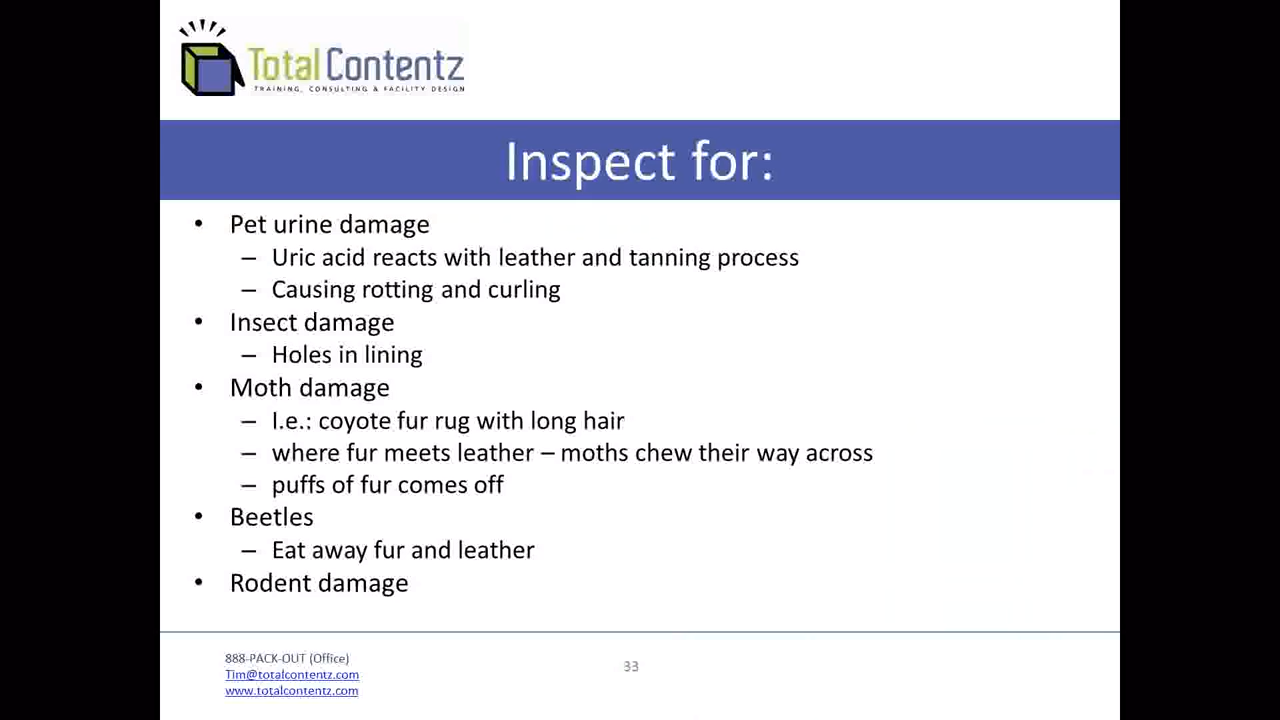 Total Contentz
TRAINING, CONSULTING & FACILITY DESIGN
Inspect for:
• Pet urine damage
– Uric acid reacts with leather and tanning process
– Causing rotting and curling
• Insect damage
– Holes in lining
• Moth damage
– I.e.: coyote fur rug with long hair
– where fur meets leather – moths chew their way across
– puffs of fur comes off
• Beetles
– Eat away fur and leather
• Rodent damage
888-PACK-OUT (Office)
Tim@totalcontentz.com
www.totalcontentz.com
33